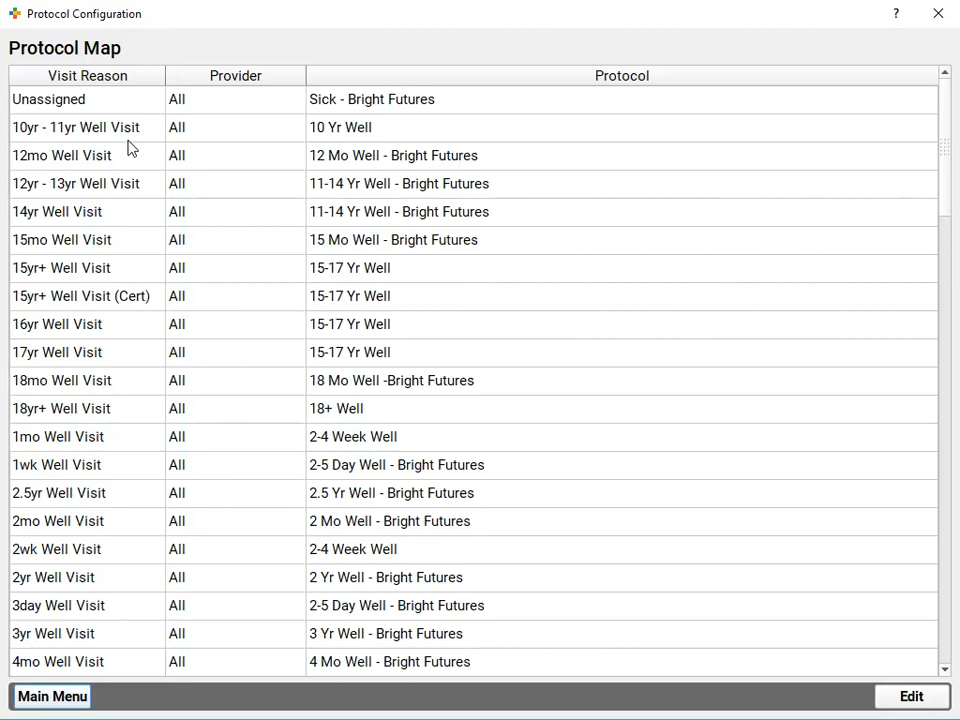 Protocol Configuration ?
Protocol Map
Visit Reason Provider Protocol
Unassigned All Sick - Bright Futures
10yr - 11yr Well Visit All 10 Yr Well
12mo Well Visit All 12 Mo Well - Bright Futures
12yr - 13yr Well Visit All 11-14 Yr Well - Bright Futures
14yr Well Visit All 11-14 Yr Well - Bright Futures
15mo Well Visit All 15 Mo Well - Bright Futures
15yr+ Well Visit All 15-17 Yr Well
15yr+ Well Visit (Cert) All 15-17 Yr Well
16yr Well Visit All 15-17 Yr Well
17yr Well Visit All 15-17 Yr Well
18mo Well Visit All 18 Mo Well -Bright Futures
18yr+ Well Visit All 18+ Well
1mo Well Visit All 2-4 Week Well
1wk Well Visit All 2-5 Day Well - Bright Futures
2.5yr Well Visit All 2.5 Yr Well - Bright Futures
2mo Well Visit All 2 Mo Well - Bright Futures
2wk Well Visit All 2-4 Week Well
2yr Well Visit All 2 Yr Well - Bright Futures
3day Well Visit All 2-5 Day Well - Bright Futures
3yr Well Visit All 3 Yr Well - Bright Futures
4mo Well Visit All 4 Mo Well - Bright Futures
Main Menu Edit